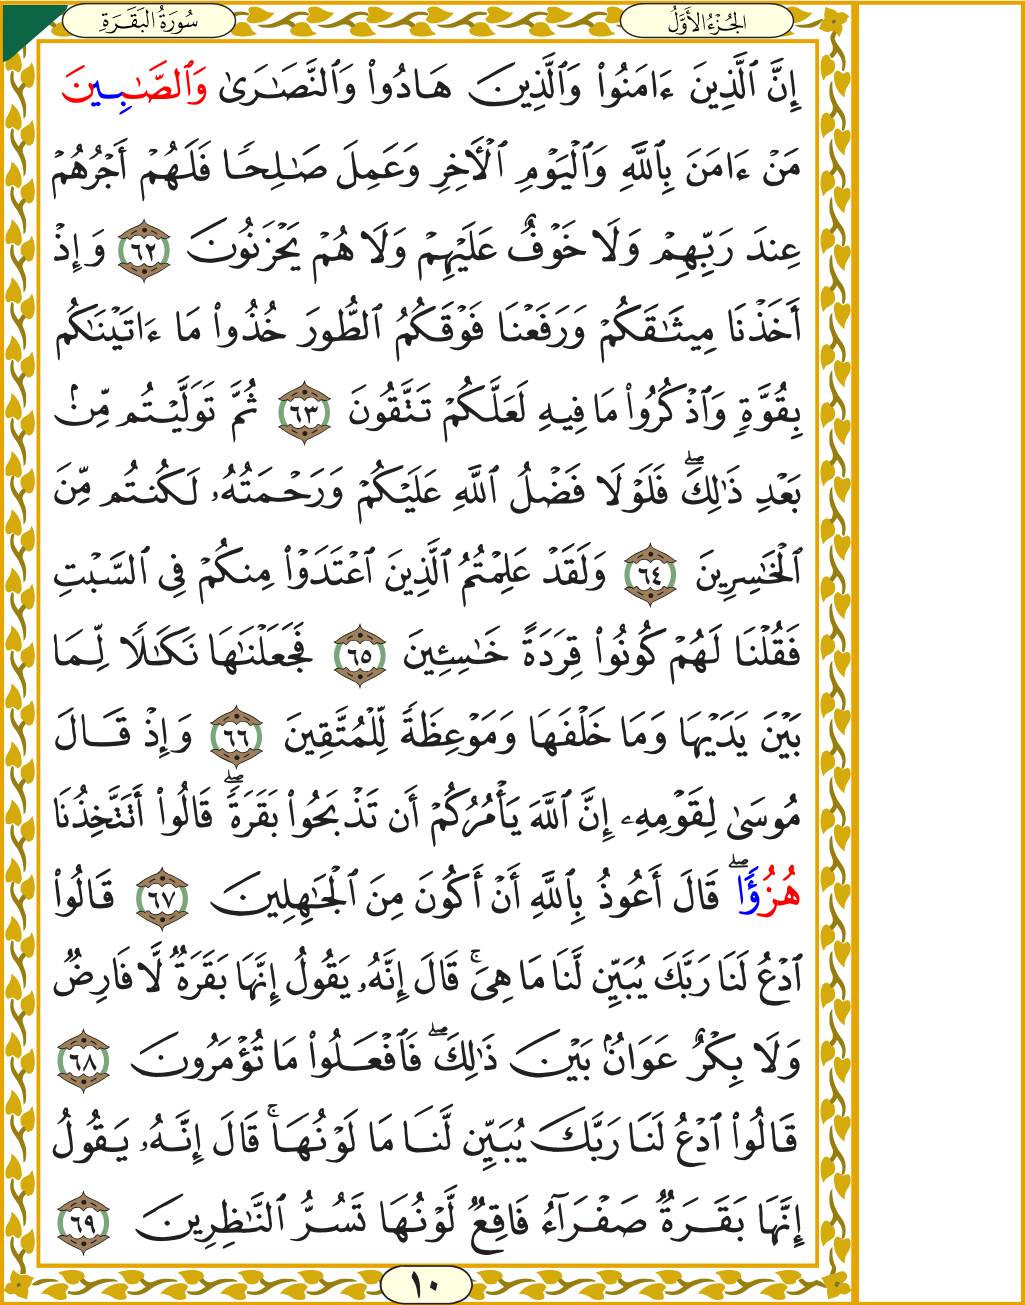 الجُزْءُ الأَوَّلُ
سُورَةُ البَقَرَةِ
إِنَّ ٱلَّذِينَ ءَامَنُواْ وَٱلَّذِينَ هَادُواْ وَٱلنَّصَٰرَىٰ وَٱلصَّٰبِـِٔينَ
مَنْ ءَامَنَ بِٱللَّهِ وَٱلْيَوْمِ ٱلْأَخِرِ وَعَمِلَ صَٰلِحًا فَلَهُمْ أَجْرُهُمْ
عِندَ رَبِّهِمْ وَلَا خَوْفٌ عَلَيْهِمْ وَلَا هُمْ يَحْزَنُونَ ٦٢ وَإِذْ
أَخَذْنَا مِيثَٰقَكُمْ وَرَفَعْنَا فَوْقَكُمُ ٱلطُّورَ خُذُواْ مَا ءَاتَيْنَٰكُم
بِقُوَّةٍ وَٱذْكُرُواْ مَا فِيهِ لَعَلَّكُمْ تَتَّقُونَ ٦٣ ثُمَّ تَوَلَّيْتُم مِّنۢ
بَعْدِ ذَٰلِكَۖ فَلَوْلَا فَضْلُ ٱللَّهِ عَلَيْكُمْ وَرَحْمَتُهُۥ لَكُنتُم مِّنَ
ٱلْخَٰسِرِينَ ٦٤ وَلَقَدْ عَلِمْتُمُ ٱلَّذِينَ ٱعْتَدَوْاْ مِنكُمْ فِى ٱلسَّبْتِ
فَقُلْنَا لَهُمْ كُونُواْ قِرَدَةً خَٰسِـِٔينَ ٦٥ فَجَعَلْنَٰهَا نَكَٰلًا لِّمَا
بَيْنَ يَدَيْهَا وَمَا خَلْفَهَا وَمَوْعِظَةً لِّلْمُتَّقِينَ ٦٦ وَإِذْ قَالَ
مُوسَىٰ لِقَوْمِهِۦ إِنَّ ٱللَّهَ يَأْمُرُكُمْ أَن تَذْبَحُواْ بَقَرَةًۖ قَالُواْ أَتَتَّخِذُنَا
هُزُؤًاۖ قَالَ أَعُوذُ بِٱللَّهِ أَنْ أَكُونَ مِنَ ٱلْجَٰهِلِينَ ٦٧ قَالُواْ
ٱدْعُ لَنَا رَبَّكَ يُبَيِّن لَّنَا مَا هِىَۚ قَالَ إِنَّهُۥ يَقُولُ إِنَّهَا بَقَرَةٌ لَّا فَارِضٌ
وَلَا بِكْرٌ عَوَانٌۢ بَيْنَ ذَٰلِكَۖ فَٱفْعَلُواْ مَا تُؤْمَرُونَ ٦٨
قَالُواْ ٱدْعُ لَنَا رَبَّكَ يُبَيِّن لَّنَا مَا لَوْنُهَاۚ قَالَ إِنَّهُۥ يَقُولُ
إِنَّهَا بَقَرَةٌ صَفْرَآءُ فَاقِعٌ لَّوْنُهَا تَسُرُّ ٱلنَّٰظِرِينَ ٦٩
١٠